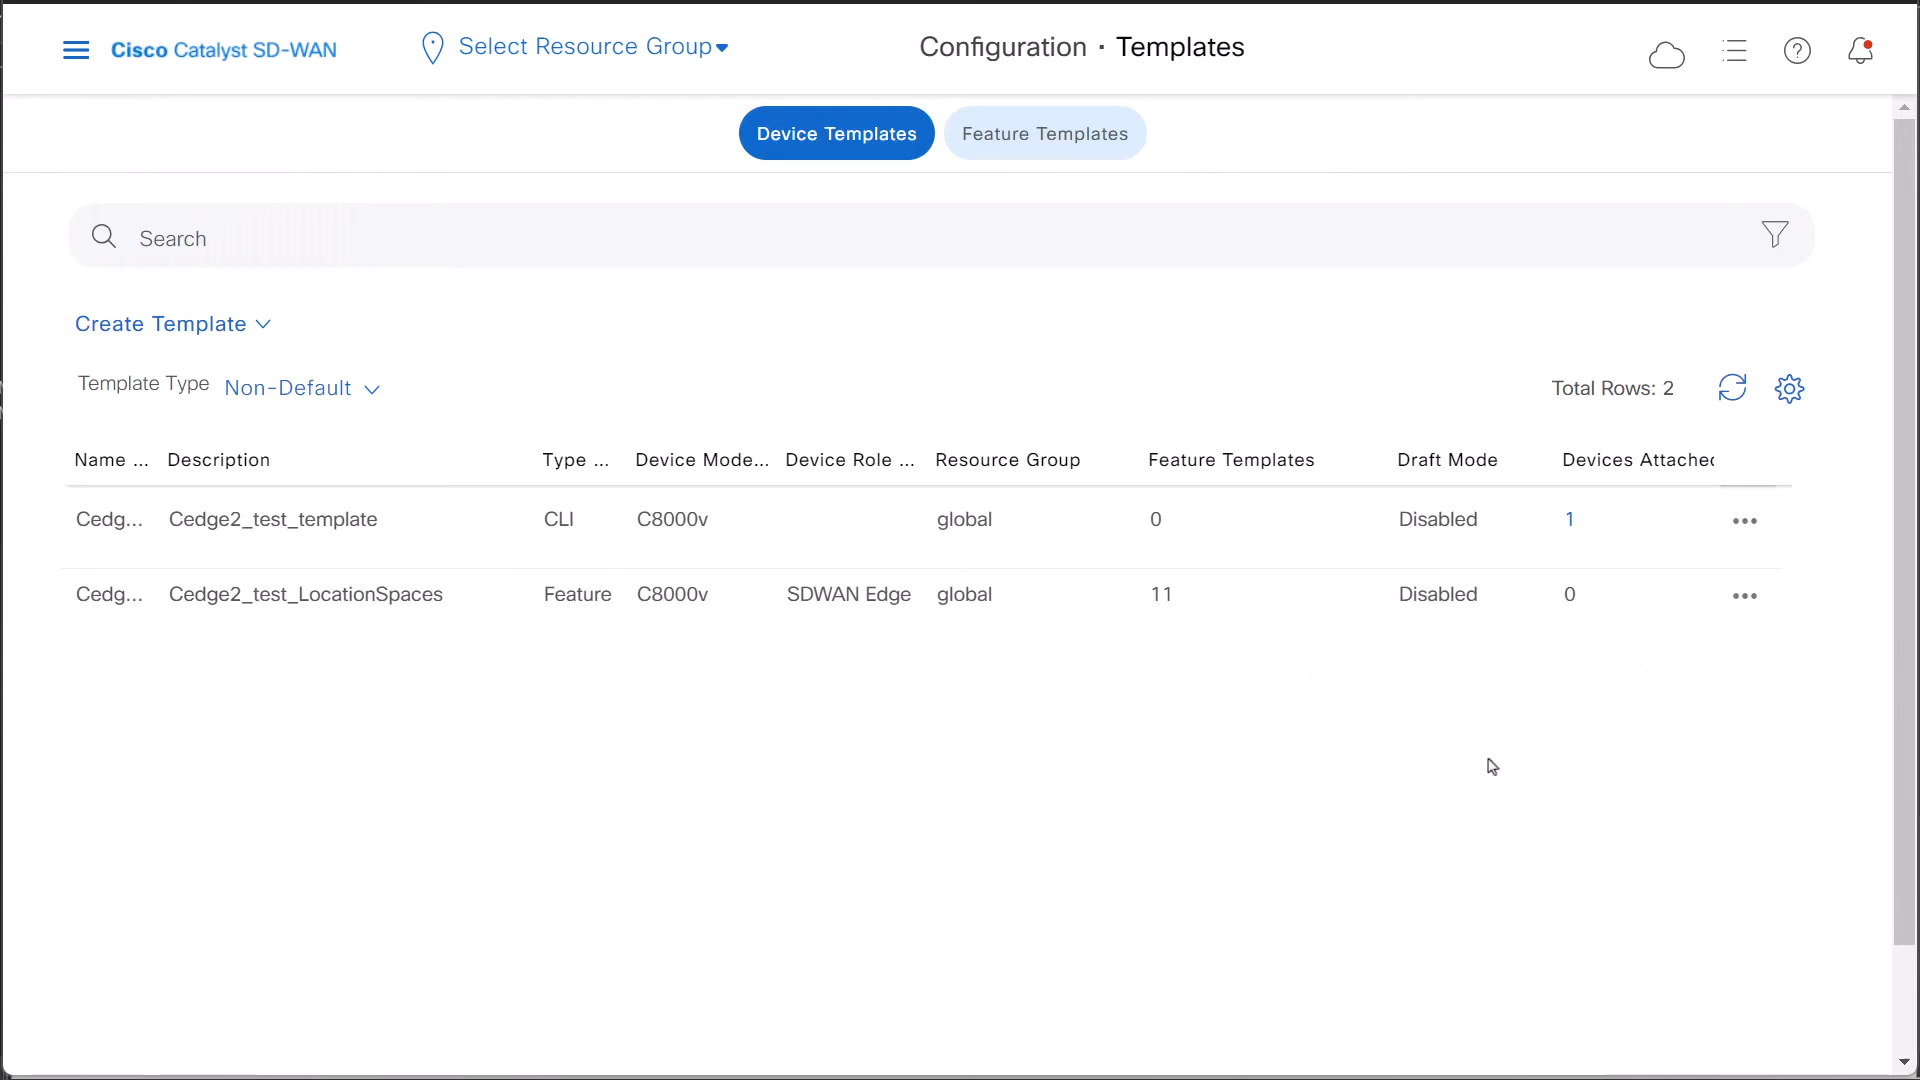 Cisco Catalyst SD-WAN
Select Resource Group
Configuration · Templates
Device Templates
Feature Templates
Search
Create Template
Template Type Non-Default
Total Rows: 2
Name ... Description Type ... Device Mode... Device Role ... Resource Group Feature Templates Draft Mode Devices Attached
Cedg... Cedge2_test_template CLI C8000v global 0 Disabled 1
Cedg... Cedge2_test_LocationSpaces Feature C8000v SDWAN Edge global 11 Disabled 0